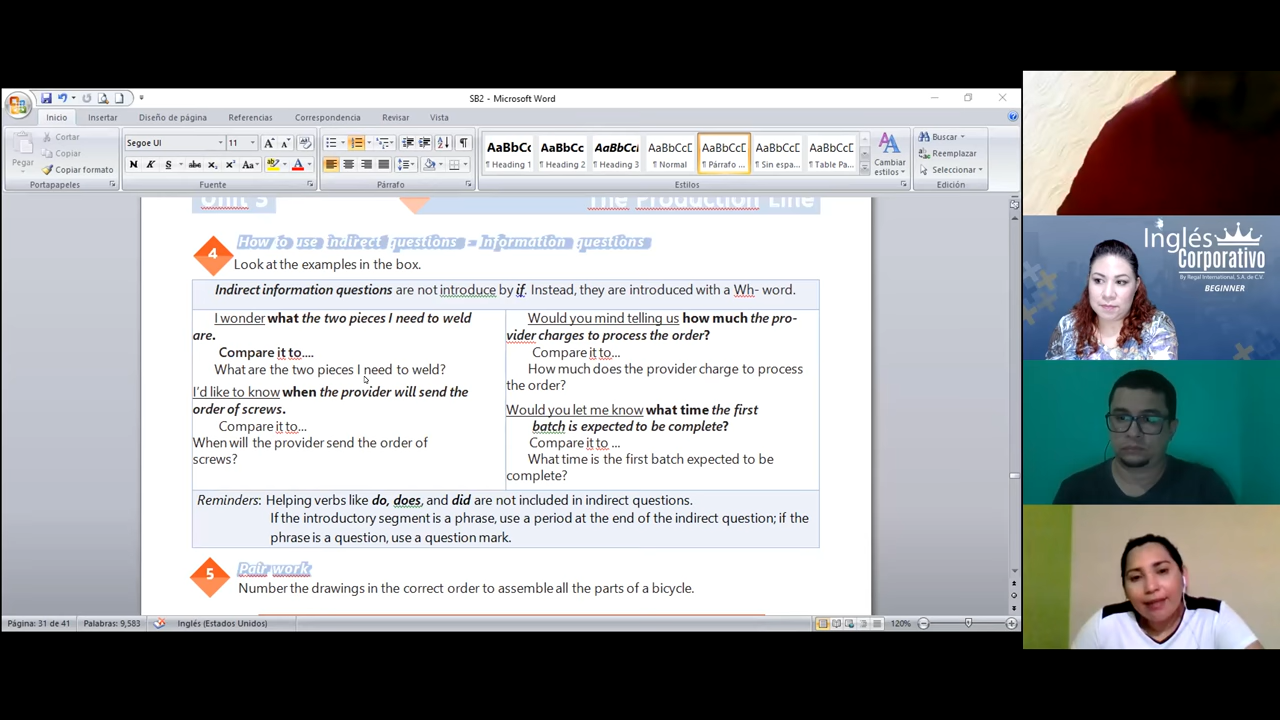 SB2 - Microsoft Word
Inicio Insertar Diseño de página Referencias Correspondencia Revisar Vista
Pegar
Cortar
Copiar
Copiar formato
Segoe UI 11
AaBbCc AaBbCc AaBbCc AaBbCcD AaBbCcD AaBbCcD AaBbCcD
¶ Heading 1 ¶ Heading 2 ¶ Heading 3 ¶ Normal ¶ Párrafo ... ¶ Sin espa... ¶ Table Pa...
Cambiar
estilos
Buscar
Reemplazar
Seleccionar
Portapapeles Fuente Párrafo Estilos Edición
Unit 3 The Production Line
4 How to use indirect questions – Information questions
Look at the examples in the box.
Indirect information questions are not introduce by if. Instead, they are introduced with a Wh- word.
I wonder what the two pieces I need to weld
are.
Compare it to....
What are the two pieces I need to weld?
I'd like to know when the provider will send the
order of screws.
Compare it to...
When will the provider send the order of
screws?
Would you mind telling us how much the pro-
vider charges to process the order?
Compare it to...
How much does the provider charge to process
the order?
Would you let me know what time the first
batch is expected to be complete?
Compare it to ...
What time is the first batch expected to be
complete?
Reminders: Helping verbs like do, does, and did are not included in indirect questions.
If the introductory segment is a phrase, use a period at the end of the indirect question; if the
phrase is a question, use a question mark.
5 Pair work
Number the drawings in the correct order to assemble all the parts of a bicycle.
Página: 31 de 41 Palabras: 9,583 Inglés (Estados Unidos) 120%
Inglés
Corporativo
By Regal International, S.A. de C.V.
BEGINNER